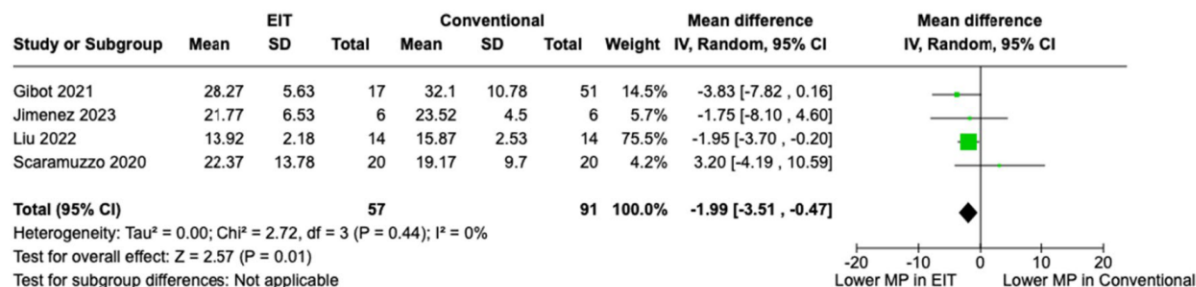 EIT Conventional Mean difference Mean difference
Study or Subgroup Mean SD Total Mean SD Total Weight IV, Random, 95% CI IV, Random, 95% CI
Gibot 2021 28.27 5.63 17 32.1 10.78 51 14.5% -3.83 [-7.82 , 0.16]
Jimenez 2023 21.77 6.53 6 23.52 4.5 6 5.7% -1.75 [-8.10 , 4.60]
Liu 2022 13.92 2.18 14 15.87 2.53 14 75.5% -1.95 [-3.70 , -0.20]
Scaramuzzo 2020 22.37 13.78 20 19.17 9.7 20 4.2% 3.20 [-4.19 , 10.59]
Total (95% CI) 57 91 100.0% -1.99 [-3.51 , -0.47]
Heterogeneity: Tau² = 0.00; Chi² = 2.72, df = 3 (P = 0.44); I² = 0%
Test for overall effect: Z = 2.57 (P = 0.01)
Test for subgroup differences: Not applicable
-20 -10 0 10 20
Lower MP in EIT Lower MP in Conventional